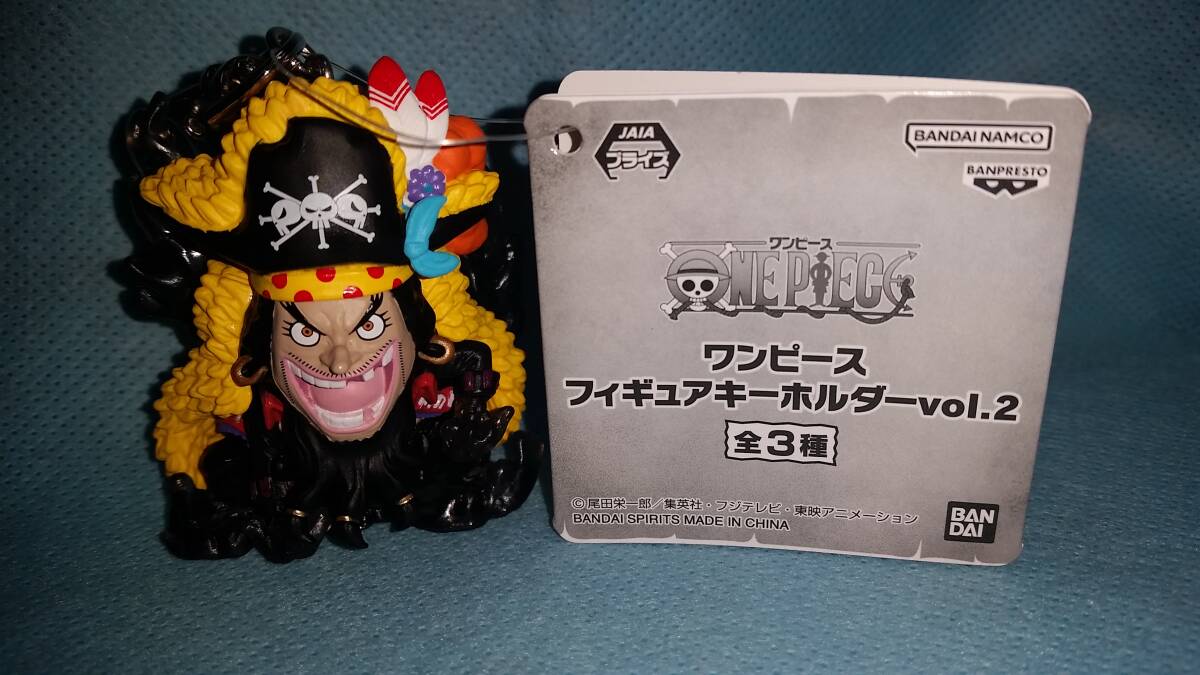 JAIA
プライズ
BANDAI NAMCO
BANPRESTO
ワンピース
ONE PIECE
ワンピース
フィギュアキーホルダーvol.2
全3種
©尾田栄一郎／集英社・フジテレビ・東映アニメーション
BANDAI SPIRITS MADE IN CHINA
BAN
DAI